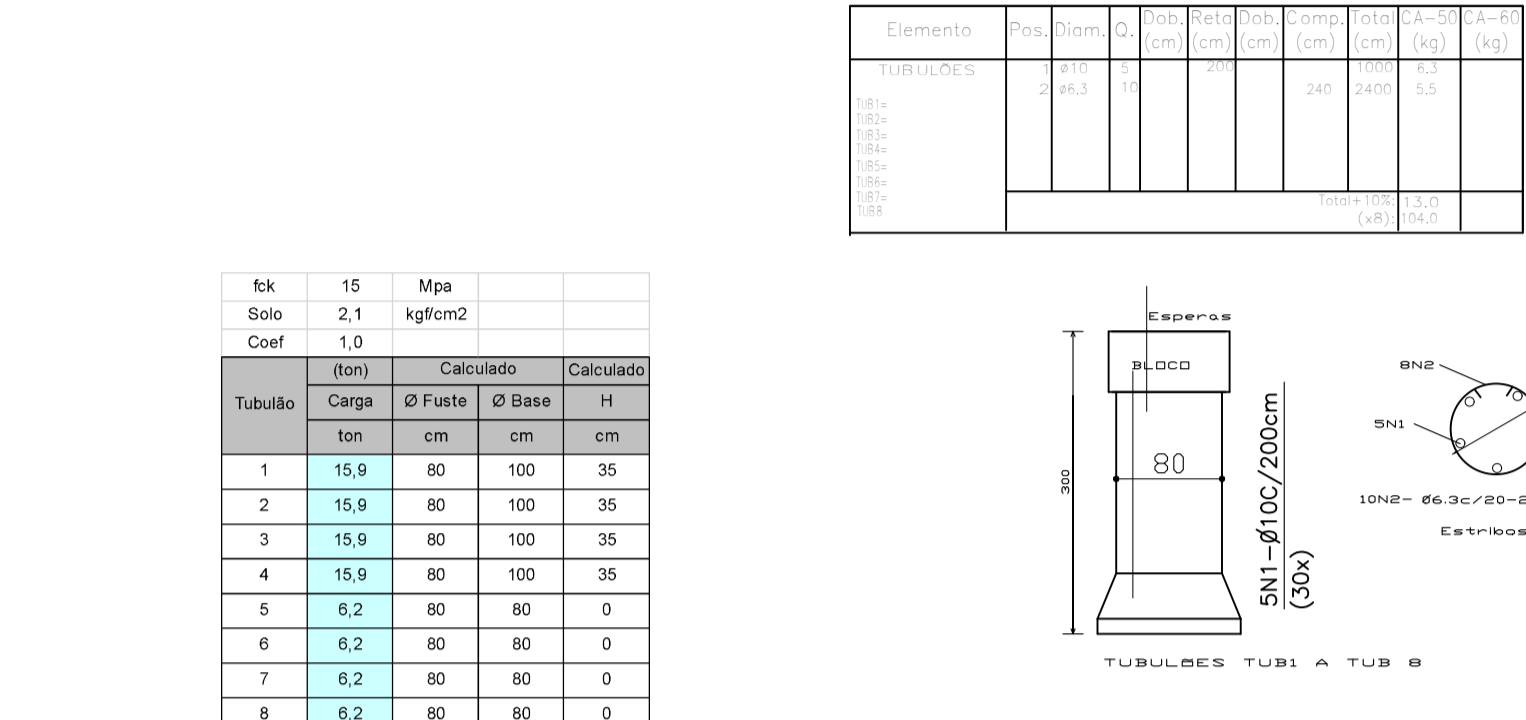 Elemento Pos. Diam. Q. Dob. (cm) Reta (cm) Dob. (cm) Comp. (cm) Total (cm) CA-50 (kg) CA-60 (kg)
TUBULÕES 1 ø10 5 200 1000 6.3
2 ø6.3 10 240 2400 5.5
TUB1=
TUB2=
TUB3=
TUB4=
TUB5=
TUB6=
TUB7=
TUB8
Total+10%: 13.0
(x8): 104.0
fck 15 Mpa
Solo 2,1 kgf/cm2
Coef 1,0
Tubulão (ton) Calculado Calculado
Carga Ø Fuste Ø Base H
ton cm cm cm
1 15,9 80 100 35
2 15,9 80 100 35
3 15,9 80 100 35
4 15,9 80 100 35
5 6,2 80 80 0
6 6,2 80 80 0
7 6,2 80 80 0
8 6,2 80 80 0
Esperas
BLOCO
80
300
5N1-Ø10C/200cm
(30x)
8N2
5N1
10N2- Ø6.3c/20-2
Estribos
TUBULÕES TUB1 A TUB 8